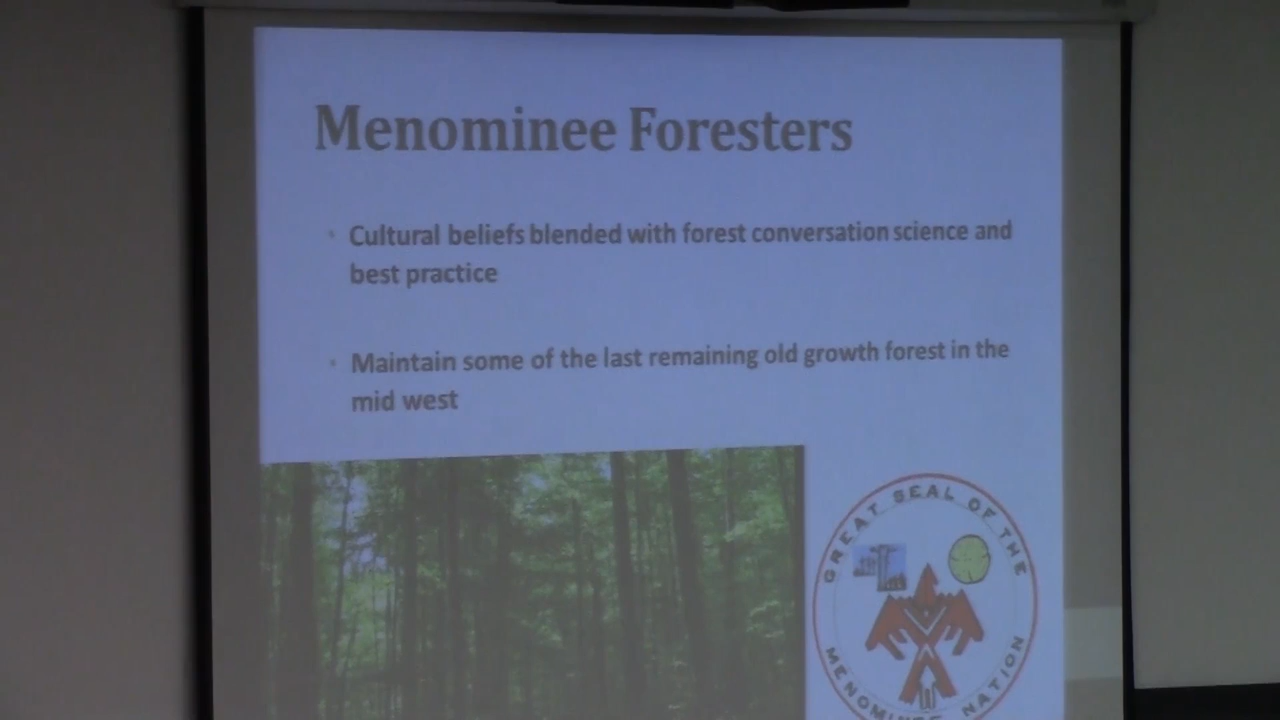 Menominee Foresters
Cultural beliefs blended with forest conversation science and
best practice
Maintain some of the last remaining old growth forest in the
mid west
GREAT SEAL OF THE
MENOMINEE NATION